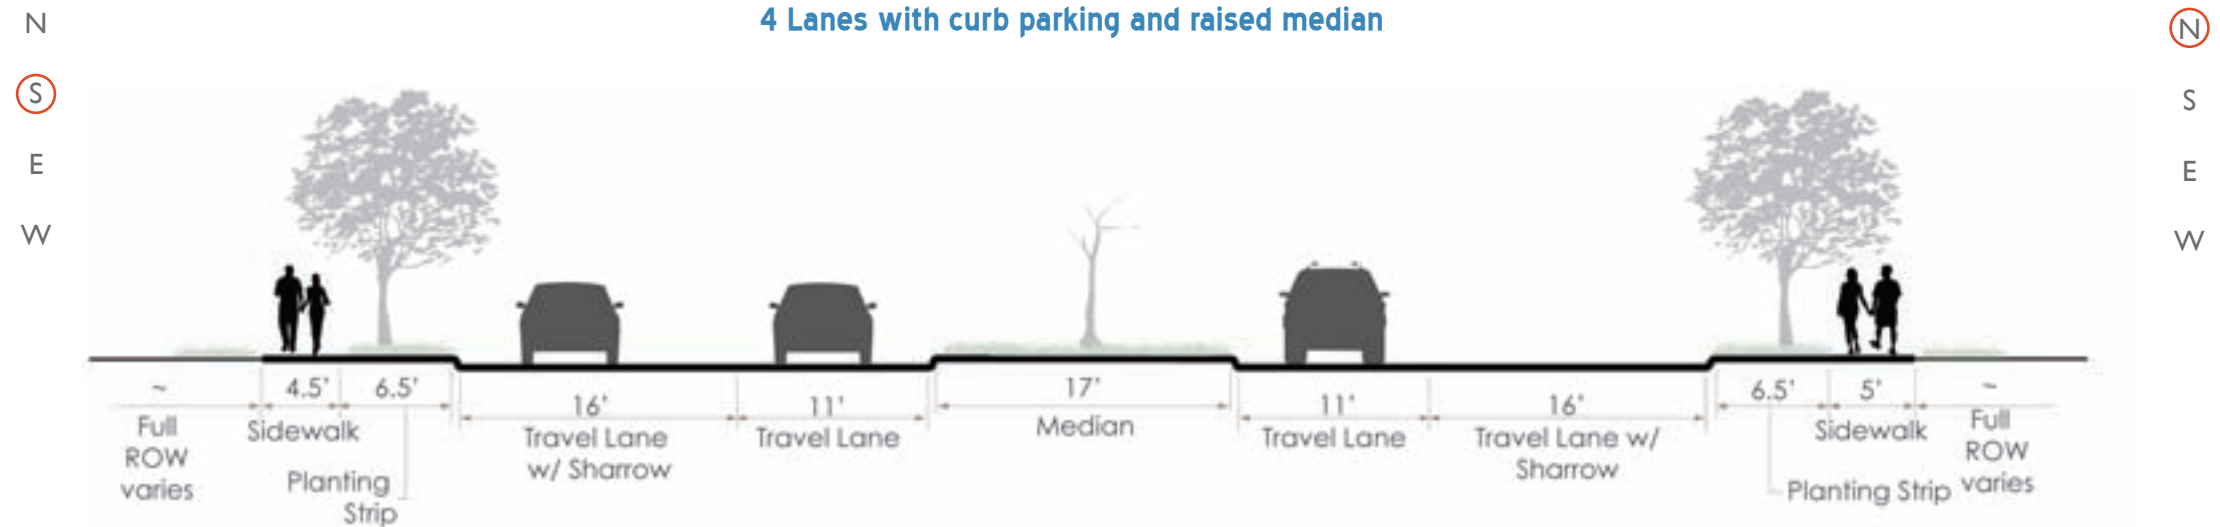 4 Lanes with curb parking and raised median
N
S
E
W
N
S
E
W
~
4.5'
6.5'
16'
11'
17'
11'
16'
6.5'
5'
~
Full
ROW
varies
Sidewalk
Planting
Strip
Travel Lane
w/ Sharrow
Travel Lane
Median
Travel Lane
Travel Lane w/
Sharrow
Sidewalk
Planting Strip
Full
ROW
varies